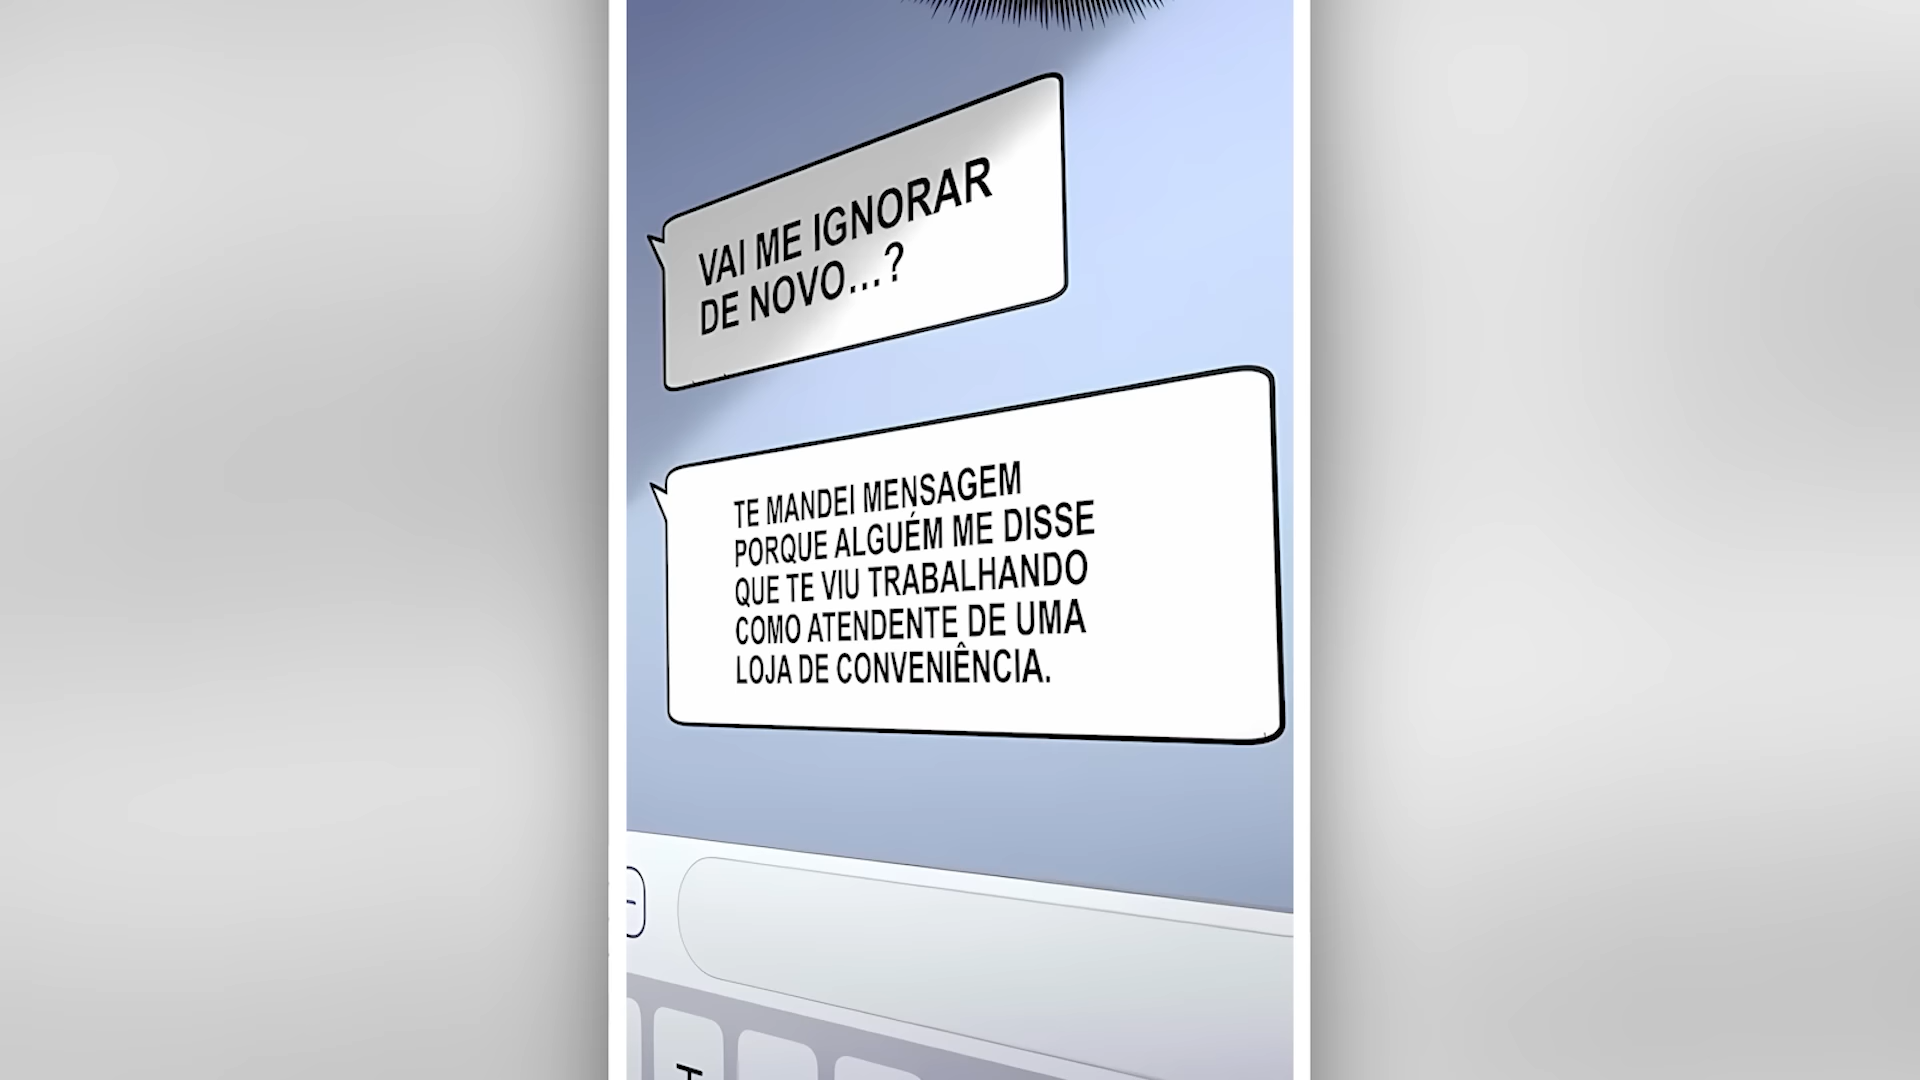 VAI ME IGNORAR
DE NOVO...?
TE MANDEI MENSAGEM
PORQUE ALGUÉM ME DISSE
QUE TE VIU TRABALHANDO
COMO ATENDENTE DE UMA
LOJA DE CONVENIÊNCIA.
T